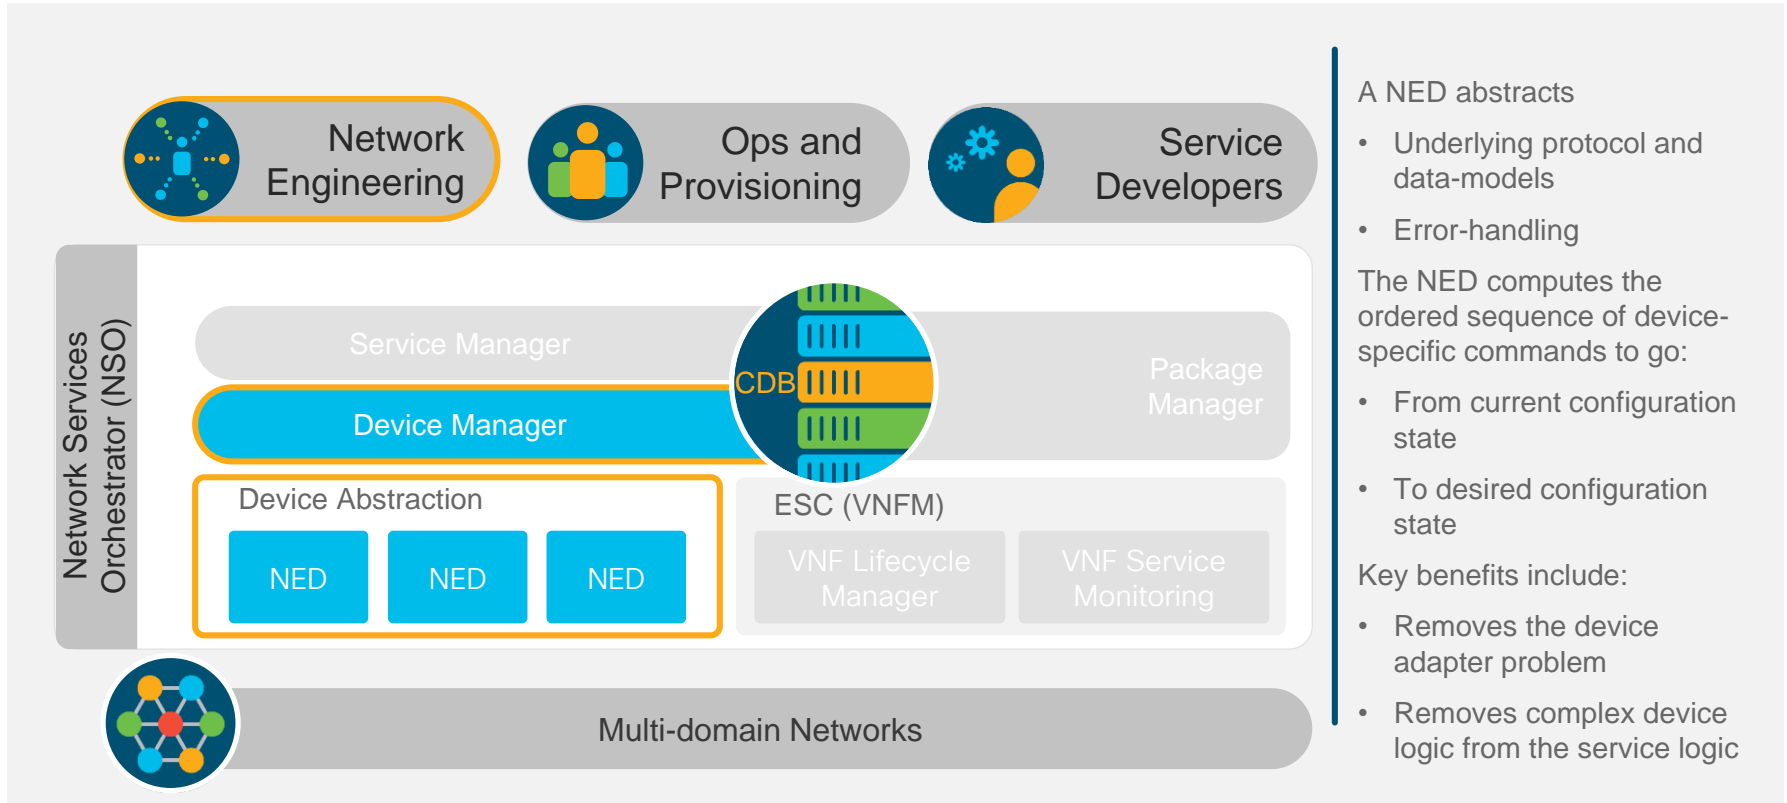 Network
Engineering
Ops and
Provisioning
Service
Developers
Network Services
Orchestrator (NSO)
Service Manager
Device Manager
CDB
Package
Manager
Device Abstraction
NED
NED
NED
ESC (VNFM)
VNF Lifecycle
Manager
VNF Service
Monitoring
Multi-domain Networks
A NED abstracts
• Underlying protocol and
data-models
• Error-handling
The NED computes the
ordered sequence of device-
specific commands to go:
• From current configuration
state
• To desired configuration
state
Key benefits include:
• Removes the device
adapter problem
• Removes complex device
logic from the service logic